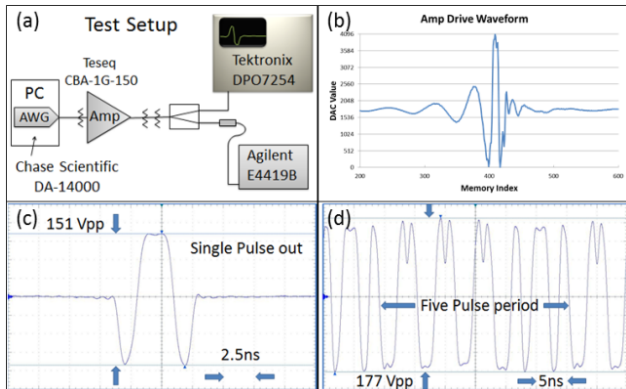 (a) Test Setup
Teseq
CBA-1G-150
Tektronix
DPO7254
PC
AWG
Amp
Chase Scientific
DA-14000
Agilent
E4419B
(b) Amp Drive Waveform
DAC Value
4096
3584
3072
2560
2048
1536
1024
512
0
200 300 400 500 600
Memory Index
(c)
151 Vpp
Single Pulse out
2.5ns
(d)
Five Pulse period
177 Vpp
5ns